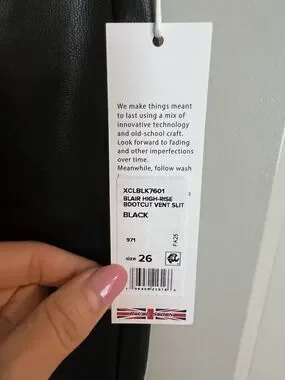 We make things meant
to last using a mix of
innovative technology
and old-school craft.
Look forward to fading
and other imperfections
over time.
Meanwhile, follow wash
XCLBLK7601
BLAIR HIGH-RISE
BOOTCUT VENT SLIT
BLACK
971
FA25
size 26